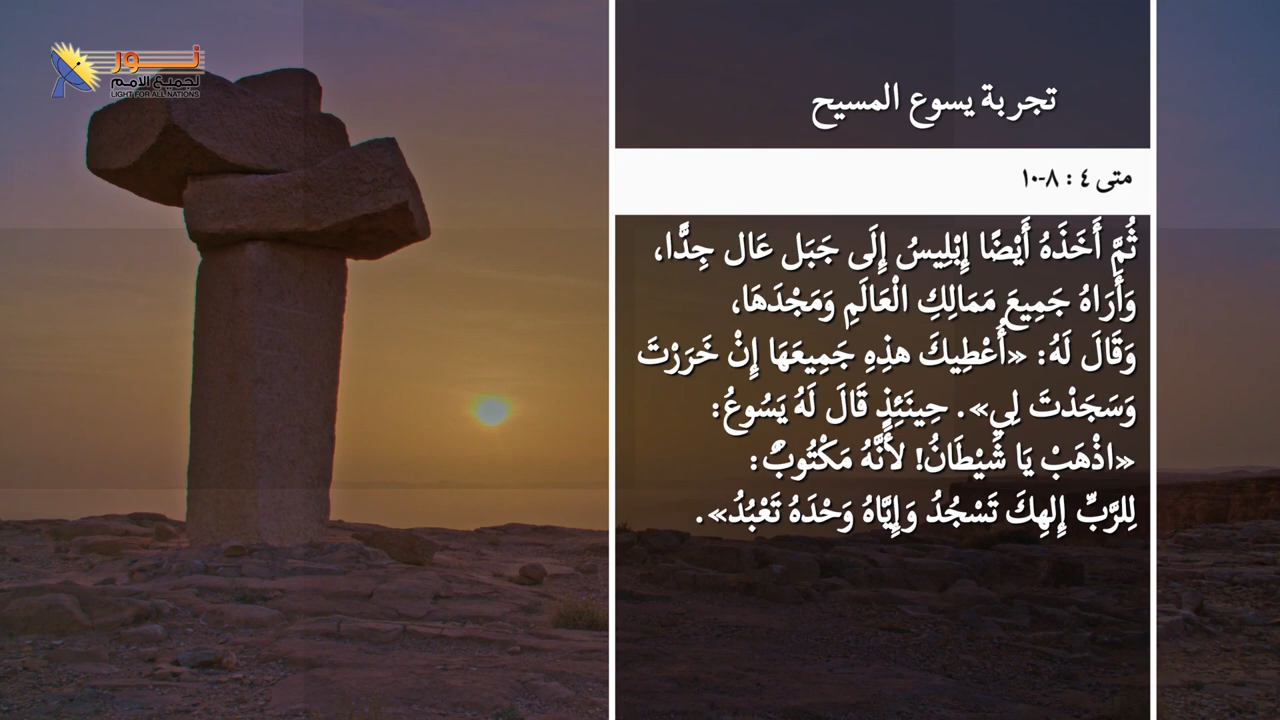 نور
لجميع الأمم
LIGHT FOR ALL NATIONS
تجربة يسوع المسيح
متى ٤ : ٨-١٠
ثُمَّ أَخَذَهُ أَيْضًا إِبْلِيسُ إِلَى جَبَل عَال جِدًّا،
وَأَرَاهُ جَمِيعَ مَمَالِكِ الْعَالَمِ وَمَجْدَهَا،
وَقَالَ لَهُ: «أُعْطِيكَ هذِهِ جَمِيعَهَا إِنْ خَرَرْتَ
وَسَجَدْتَ لِي». حِينَئِذٍ قَالَ لَهُ يَسُوعُ:
«اذْهَبْ يَا شَيْطَانُ! لأَنَّهُ مَكْتُوبٌ:
لِلرَّبِّ إِلهِكَ تَسْجُدُ وَإِيَّاهُ وَحْدَهُ تَعْبُدُ».